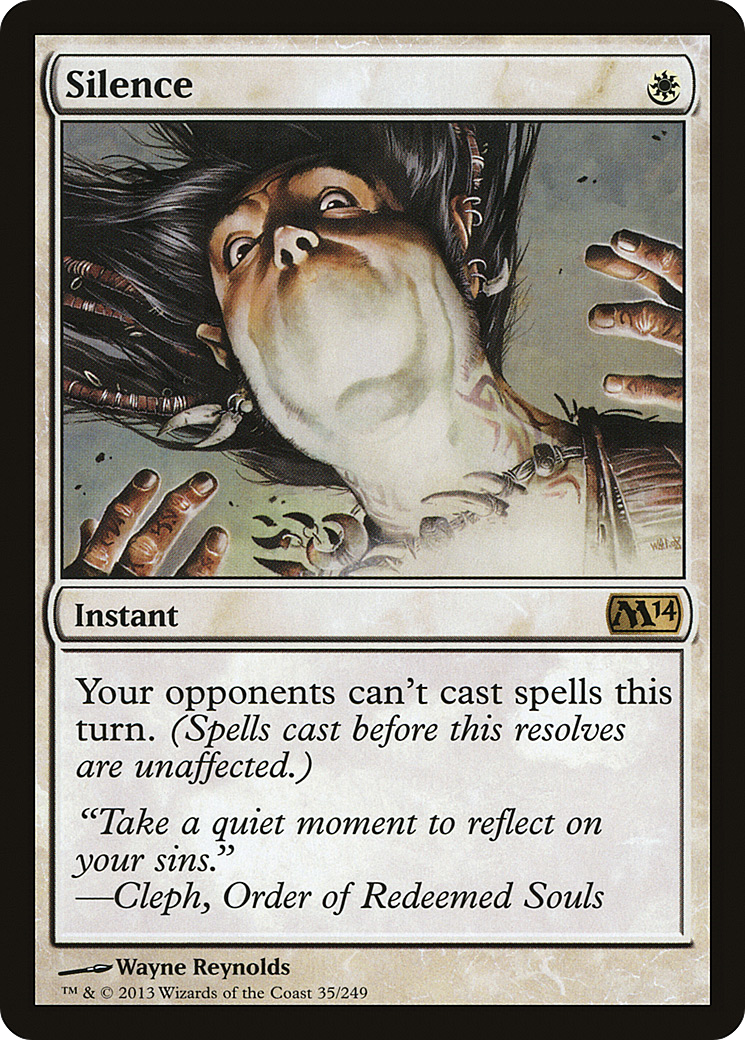 Silence
Instant
M14
Your opponents can't cast spells this
turn. (Spells cast before this resolves
are unaffected.)
“Take a quiet moment to reflect on
your sins.”
—Cleph, Order of Redeemed Souls
Wayne Reynolds
™ & © 2013 Wizards of the Coast 35/249